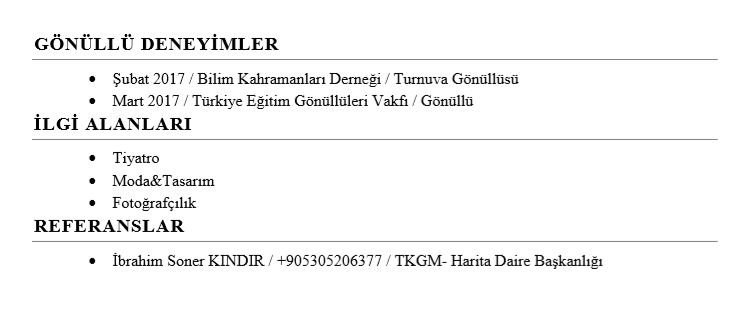 GÖNÜLLÜ DENEYİMLER
• Şubat 2017 / Bilim Kahramanları Derneği / Turnuva Gönüllüsü
• Mart 2017 / Türkiye Eğitim Gönüllüleri Vakfı / Gönüllü
İLGİ ALANLARI
• Tiyatro
• Moda&Tasarım
• Fotoğrafçılık
REFERANSLAR
• İbrahim Soner KINDIR / +905305206377 / TKGM- Harita Daire Başkanlığı